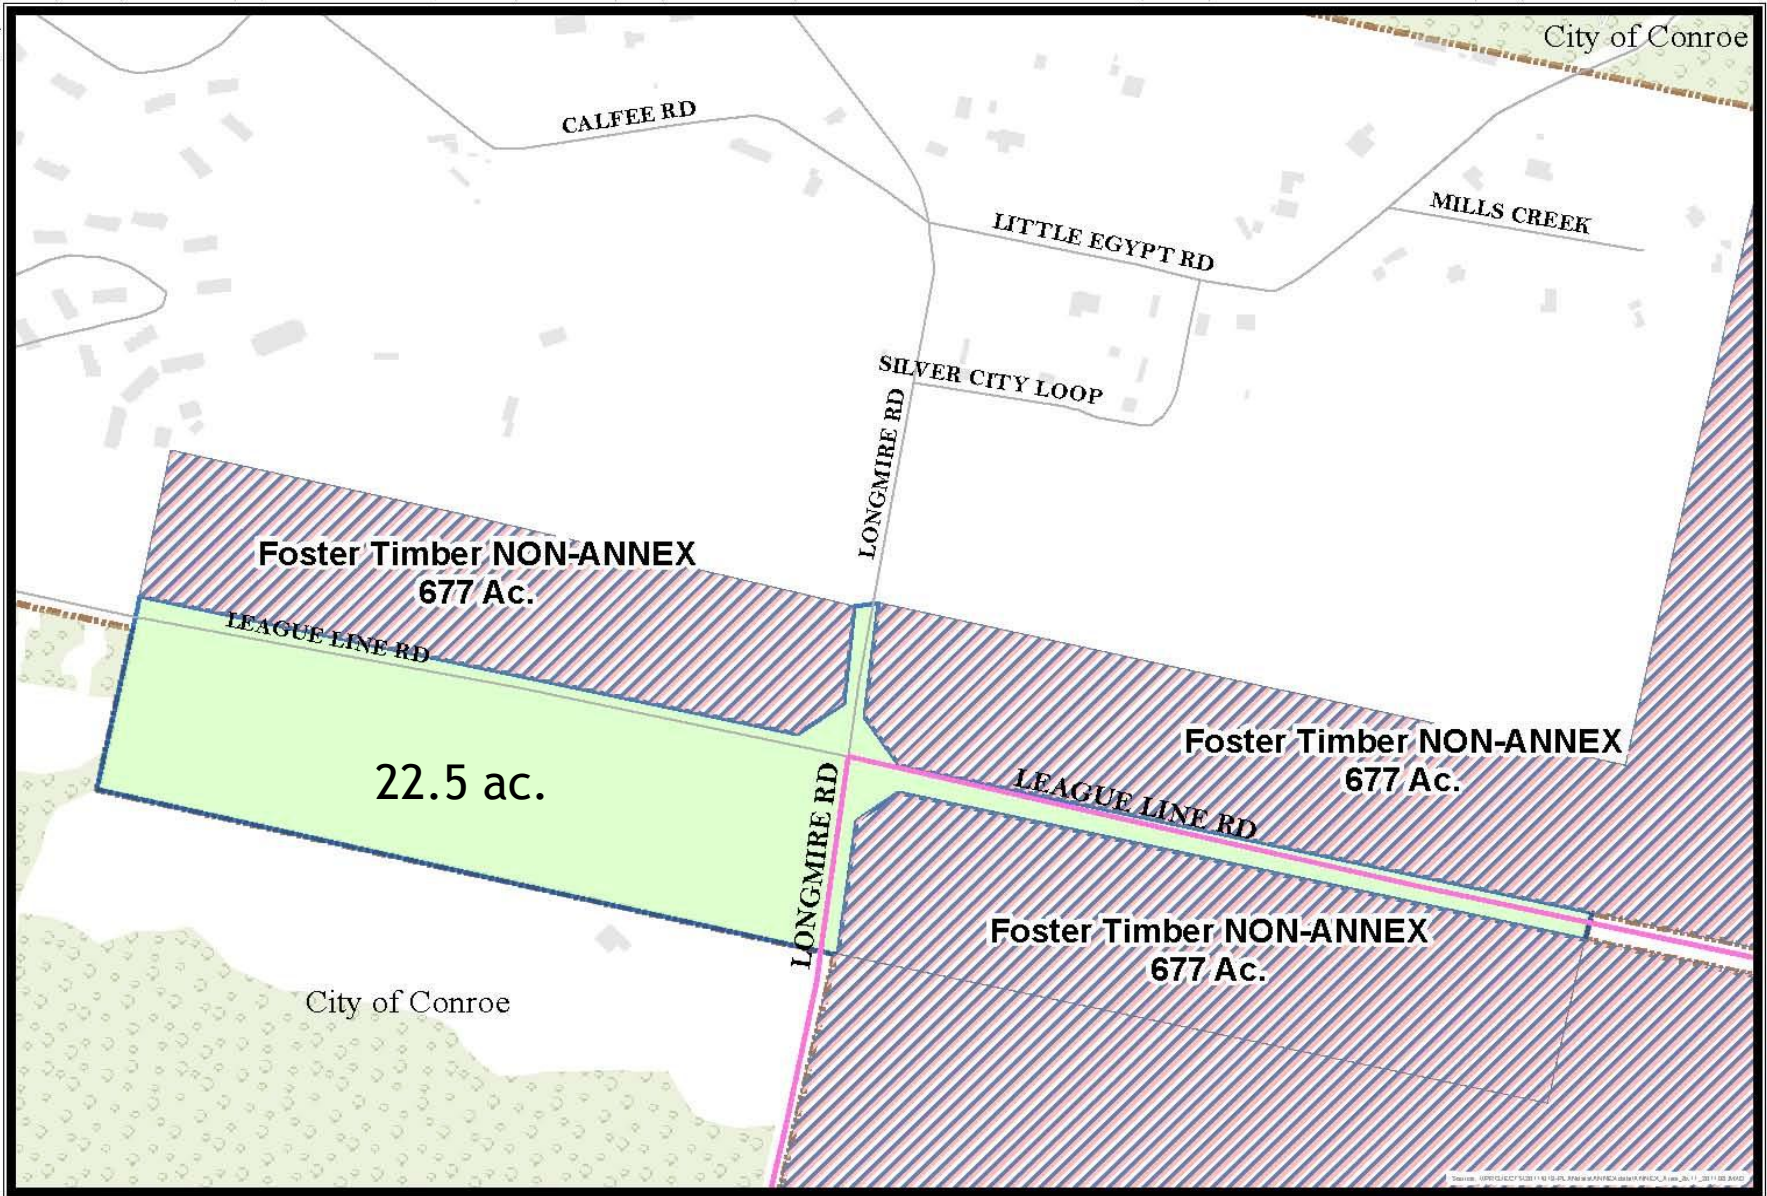 City of Conroe
CALFEE RD
MILLS CREEK
LITTLE EGYPT RD
SILVER CITY LOOP
LONGMIRE RD
Foster Timber NON-ANNEX
677 Ac.
LEAGUE LINE RD
Foster Timber NON-ANNEX
677 Ac.
22.5 ac.
LEAGUE LINE RD
LONGMIRE RD
Foster Timber NON-ANNEX
677 Ac.
City of Conroe